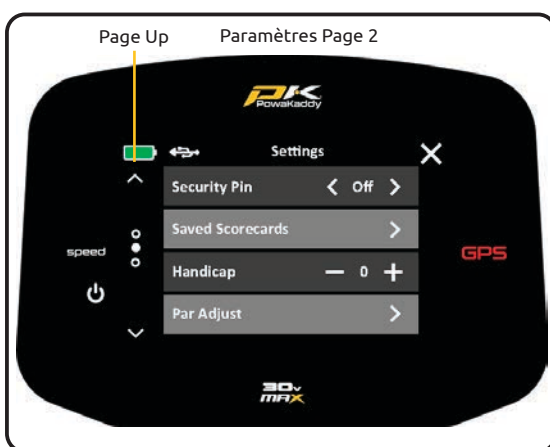 Page Up Paramètres Page 2
PK
PowaKaddy
Settings
Security Pin Off
Saved Scorecards
speed
GPS
Handicap 0
Par Adjust
30v
MAX